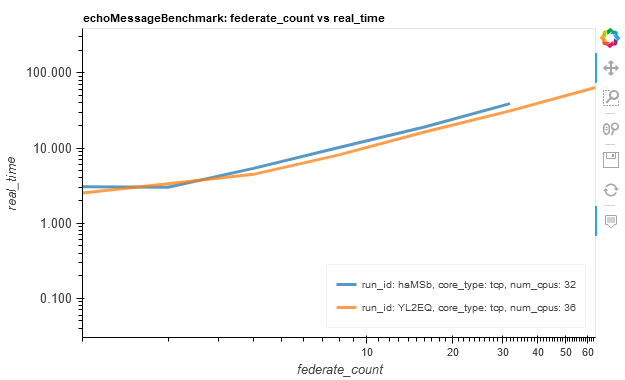 echoMessageBenchmark: federate_count vs real_time
100.000
10.000
1.000
0.100
real_time
run_id: haMSb, core_type: tcp, num_cpus: 32
run_id: YL2EQ, core_type: tcp, num_cpus: 36
10 20 30 40 50 60
federate_count